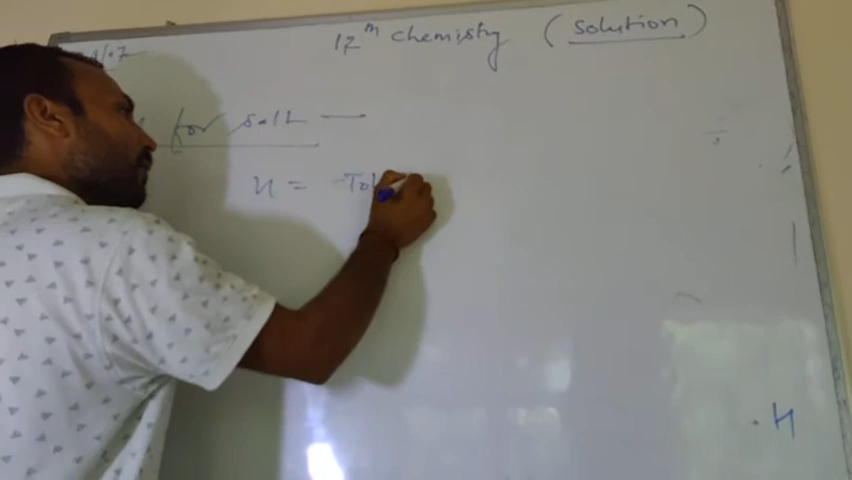 12th chemistry (solution)
for salt —
n = Tot
H